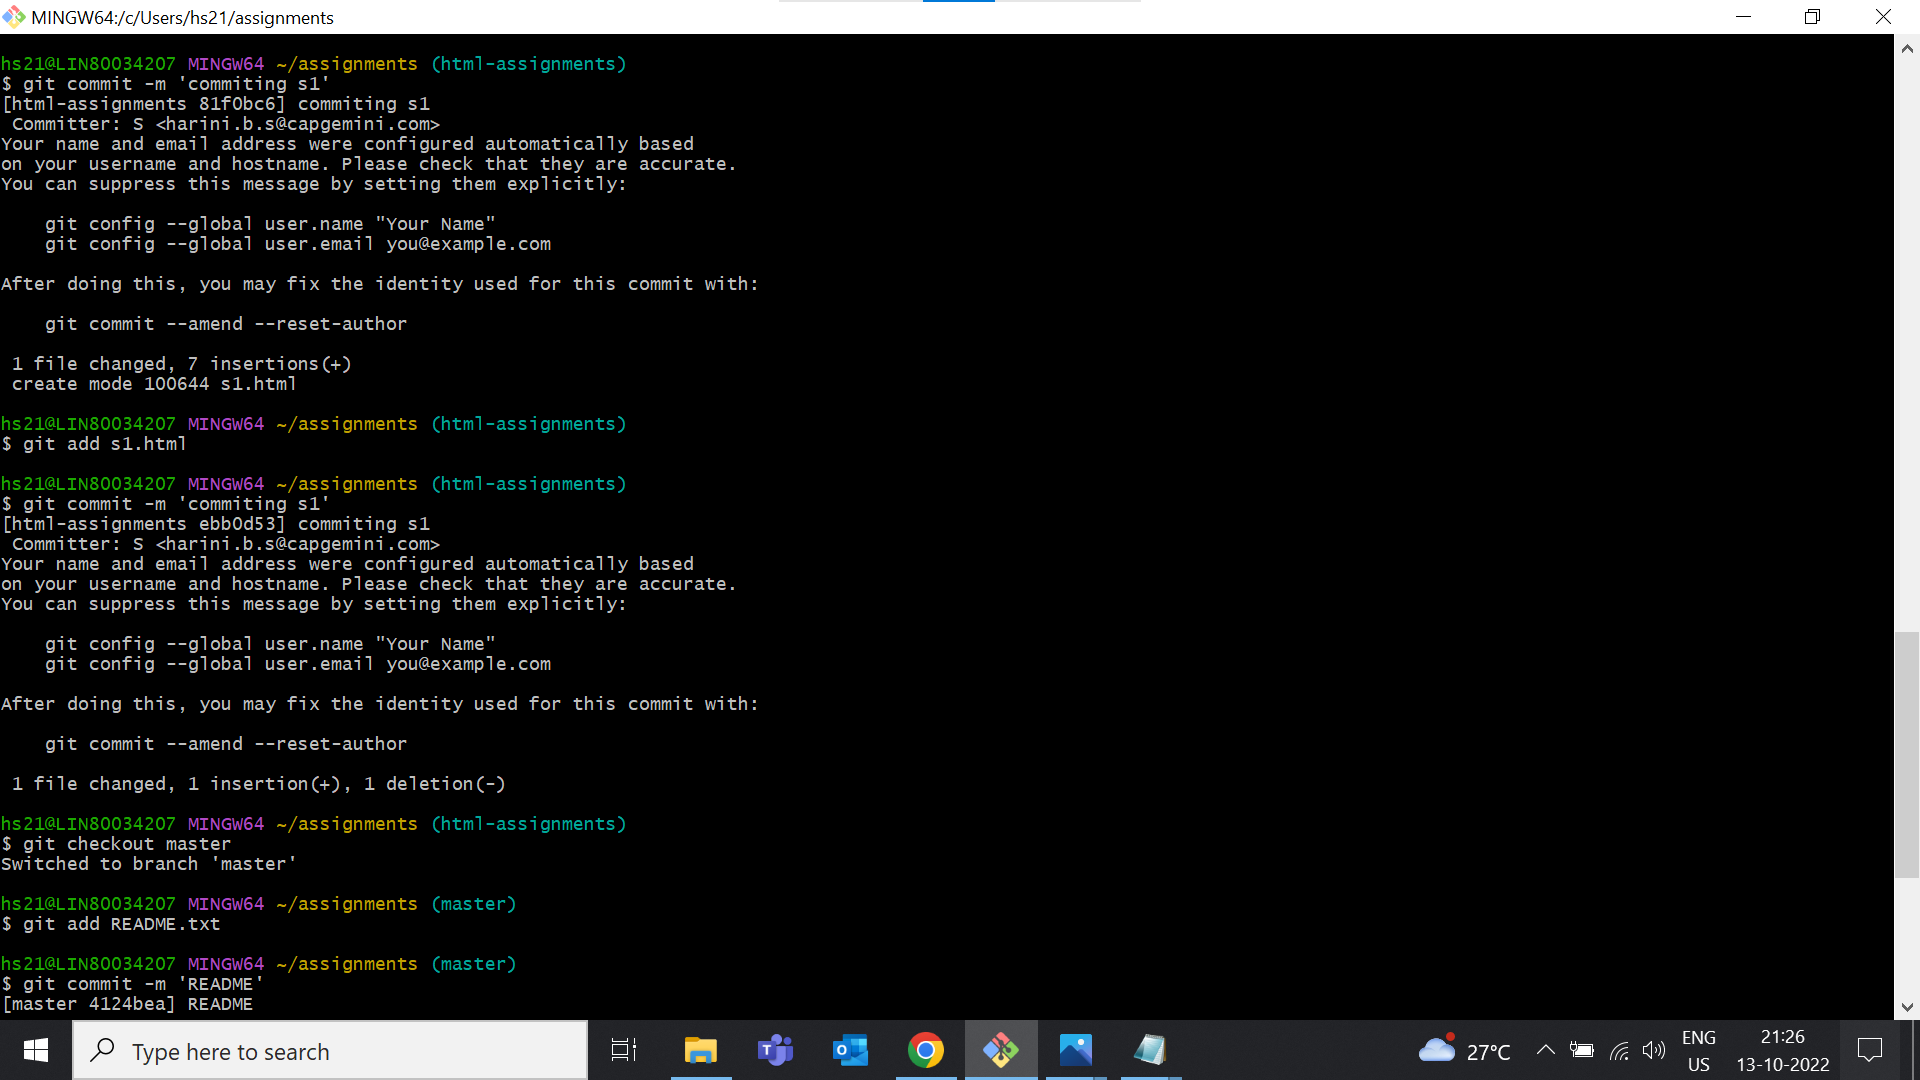 MINGW64:/c/Users/hs21/assignments
hs21@LIN80034207 MINGW64 ~/assignments (html-assignments)
$ git commit -m 'commiting s1'
[html-assignments 81f0bc6] commiting s1
 Committer: S <harini.b.s@capgemini.com>
Your name and email address were configured automatically based
on your username and hostname. Please check that they are accurate.
You can suppress this message by setting them explicitly:
    git config --global user.name "Your Name"
    git config --global user.email you@example.com
After doing this, you may fix the identity used for this commit with:
    git commit --amend --reset-author
 1 file changed, 7 insertions(+)
 create mode 100644 s1.html
hs21@LIN80034207 MINGW64 ~/assignments (html-assignments)
$ git add s1.html
hs21@LIN80034207 MINGW64 ~/assignments (html-assignments)
$ git commit -m 'commiting s1'
[html-assignments ebb0d53] commiting s1
 Committer: S <harini.b.s@capgemini.com>
Your name and email address were configured automatically based
on your username and hostname. Please check that they are accurate.
You can suppress this message by setting them explicitly:
    git config --global user.name "Your Name"
    git config --global user.email you@example.com
After doing this, you may fix the identity used for this commit with:
    git commit --amend --reset-author
 1 file changed, 1 insertion(+), 1 deletion(-)
hs21@LIN80034207 MINGW64 ~/assignments (html-assignments)
$ git checkout master
Switched to branch 'master'
hs21@LIN80034207 MINGW64 ~/assignments (master)
$ git add README.txt
hs21@LIN80034207 MINGW64 ~/assignments (master)
$ git commit -m 'README'
[master 4124bea] README
Type here to search
27°C
ENG
US
21:26
13-10-2022